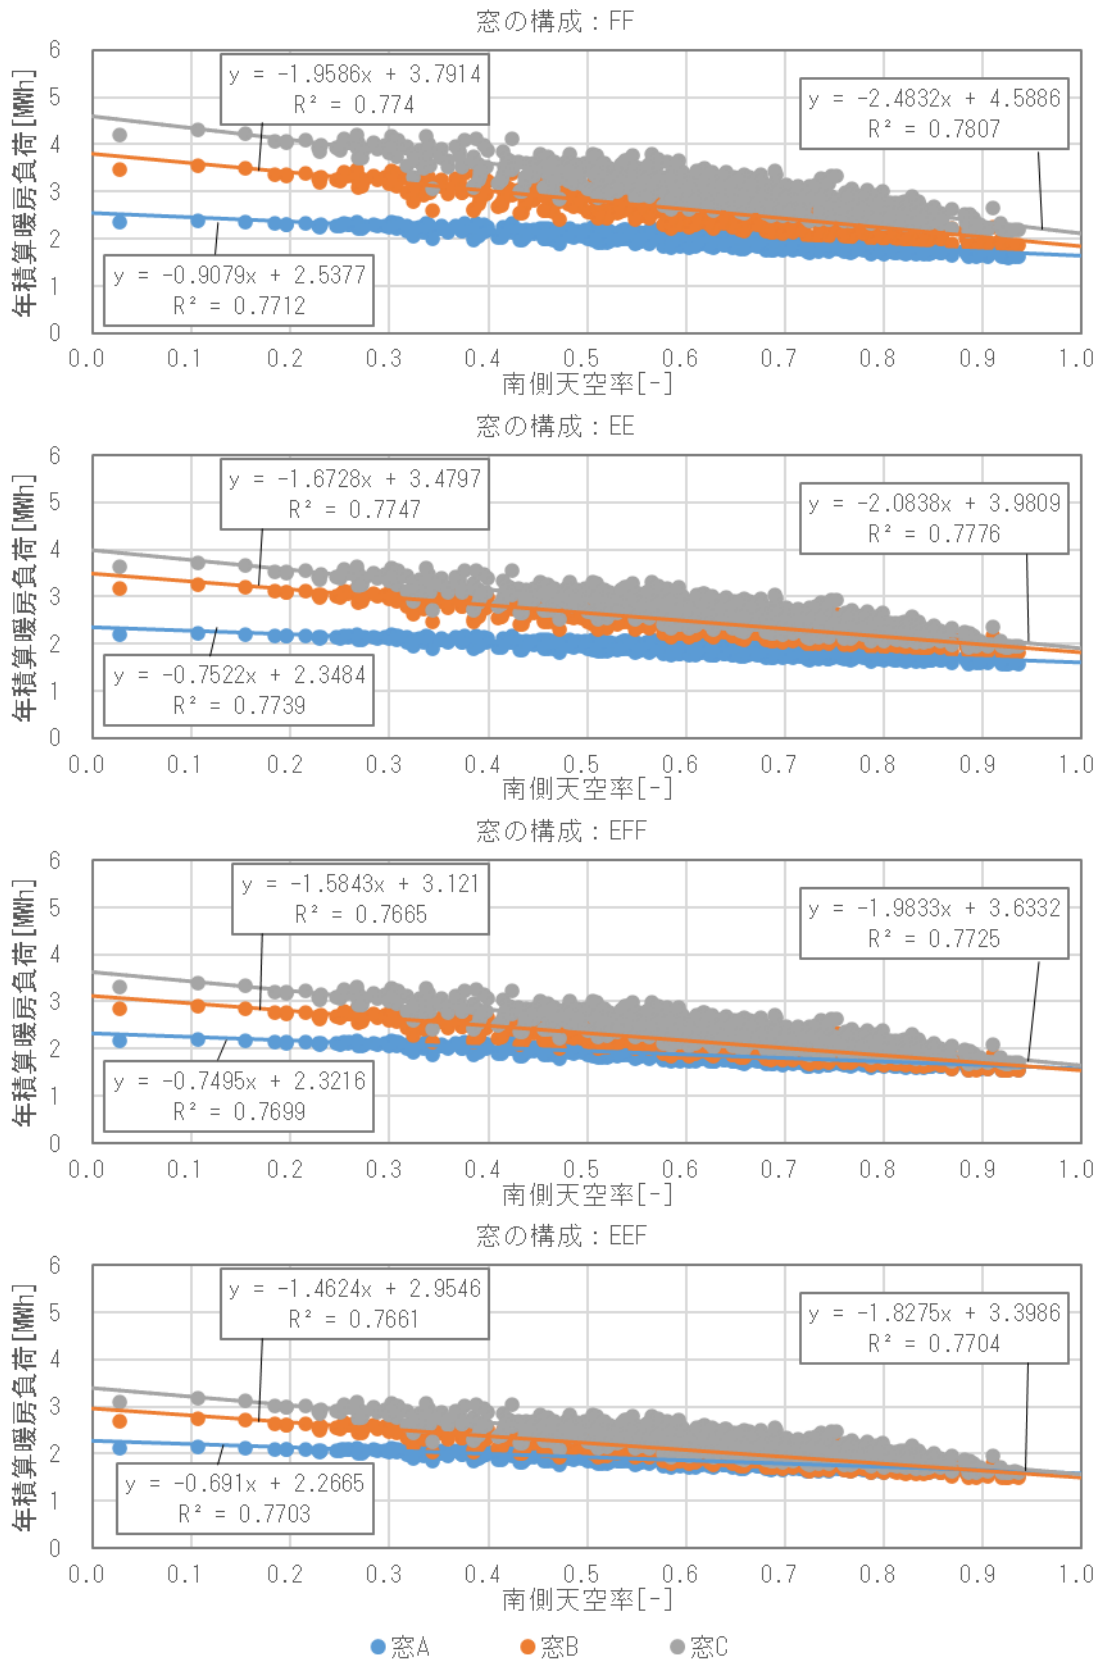 窓の構成：FF
年積算暖房負荷[MWh]
6
5
4
3
2
1
0
y = -1.9586x + 3.7914
R² = 0.774
y = -2.4832x + 4.5886
R² = 0.7807
y = -0.9079x + 2.5377
R² = 0.7712
0.0 0.1 0.2 0.3 0.4 0.5 0.6 0.7 0.8 0.9 1.0
南側天空率[-]
窓の構成：EE
年積算暖房負荷[MWh]
6
5
4
3
2
1
0
y = -1.6728x + 3.4797
R² = 0.7747
y = -2.0838x + 3.9809
R² = 0.7776
y = -0.7522x + 2.3484
R² = 0.7739
0.0 0.1 0.2 0.3 0.4 0.5 0.6 0.7 0.8 0.9 1.0
南側天空率[-]
窓の構成：EFF
年積算暖房負荷[MWh]
6
5
4
3
2
1
0
y = -1.5843x + 3.121
R² = 0.7665
y = -1.9833x + 3.6332
R² = 0.7725
y = -0.7495x + 2.3216
R² = 0.7699
0.0 0.1 0.2 0.3 0.4 0.5 0.6 0.7 0.8 0.9 1.0
南側天空率[-]
窓の構成：EEF
年積算暖房負荷[MWh]
6
5
4
3
2
1
0
y = -1.4624x + 2.9546
R² = 0.7661
y = -1.8275x + 3.3986
R² = 0.7704
y = -0.691x + 2.2665
R² = 0.7703
0.0 0.1 0.2 0.3 0.4 0.5 0.6 0.7 0.8 0.9 1.0
南側天空率[-]
窓A 窓B 窓C